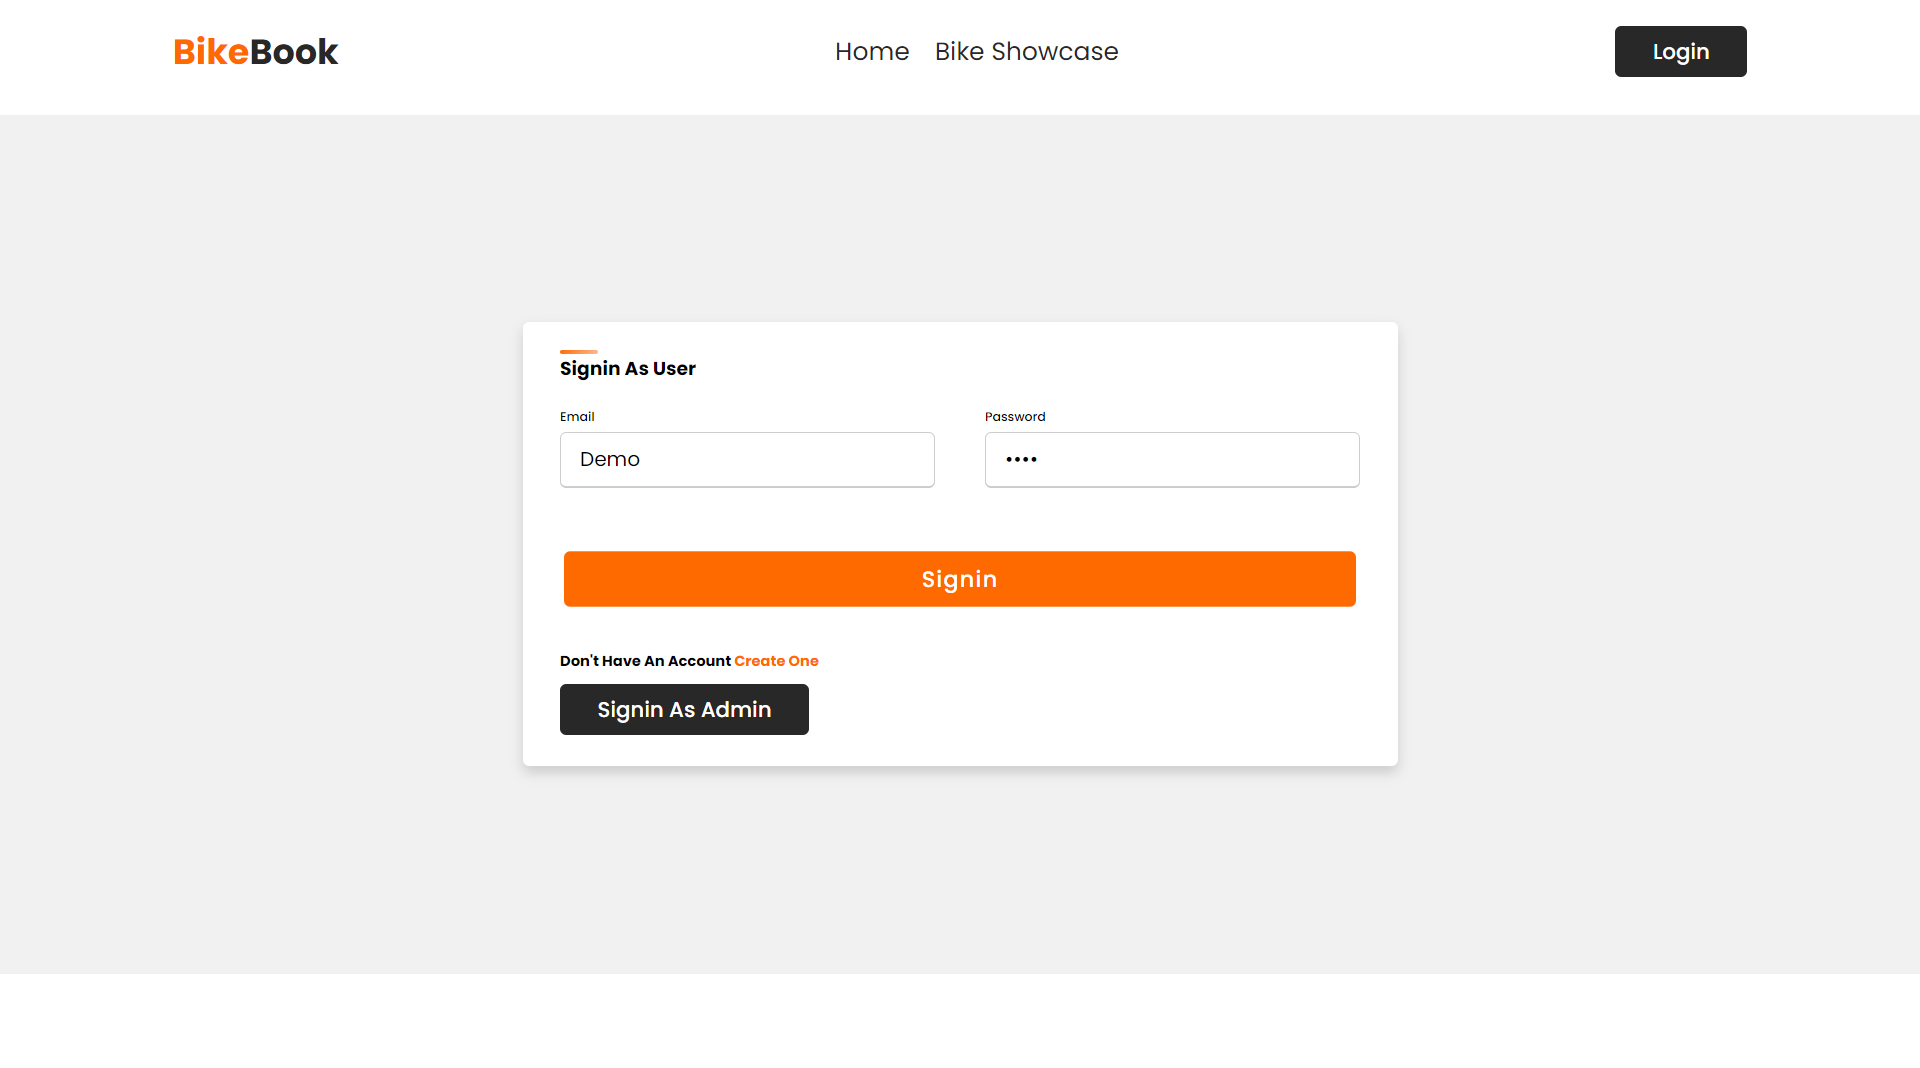 BikeBook
Home Bike Showcase
Login
Signin As User
Email
Password
Demo
••••
Signin
Don't Have An Account Create One
Signin As Admin